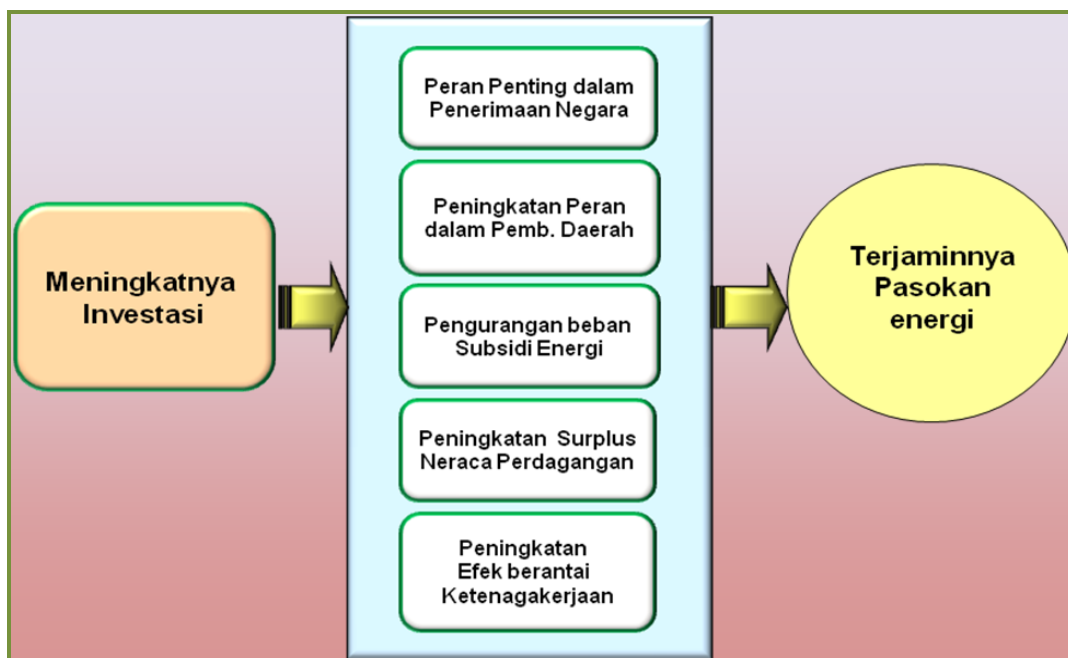 Peran Penting dalam
Penerimaan Negara
Peningkatan Peran
dalam Pemb. Daerah
Meningkatnya
Investasi
Pengurangan beban
Subsidi Energi
Peningkatan Surplus
Neraca Perdagangan
Peningkatan
Efek berantai
Ketenagakerjaan
Terjaminnya
Pasokan
energi